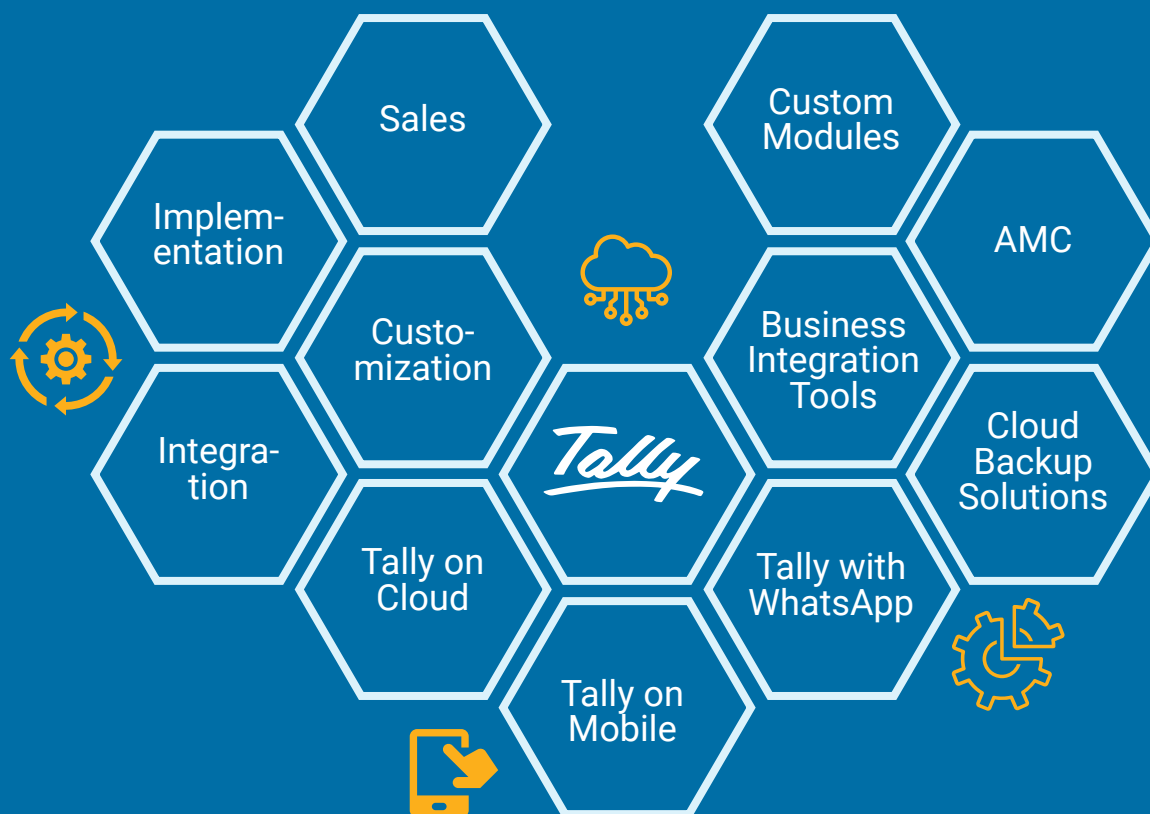 Sales
Custom
Modules
Implem-
entation
AMC
Custo-
mization
Business
Integration
Tools
Integra-
tion
Tally
Cloud
Backup
Solutions
Tally on
Cloud
Tally with
WhatsApp
Tally on
Mobile